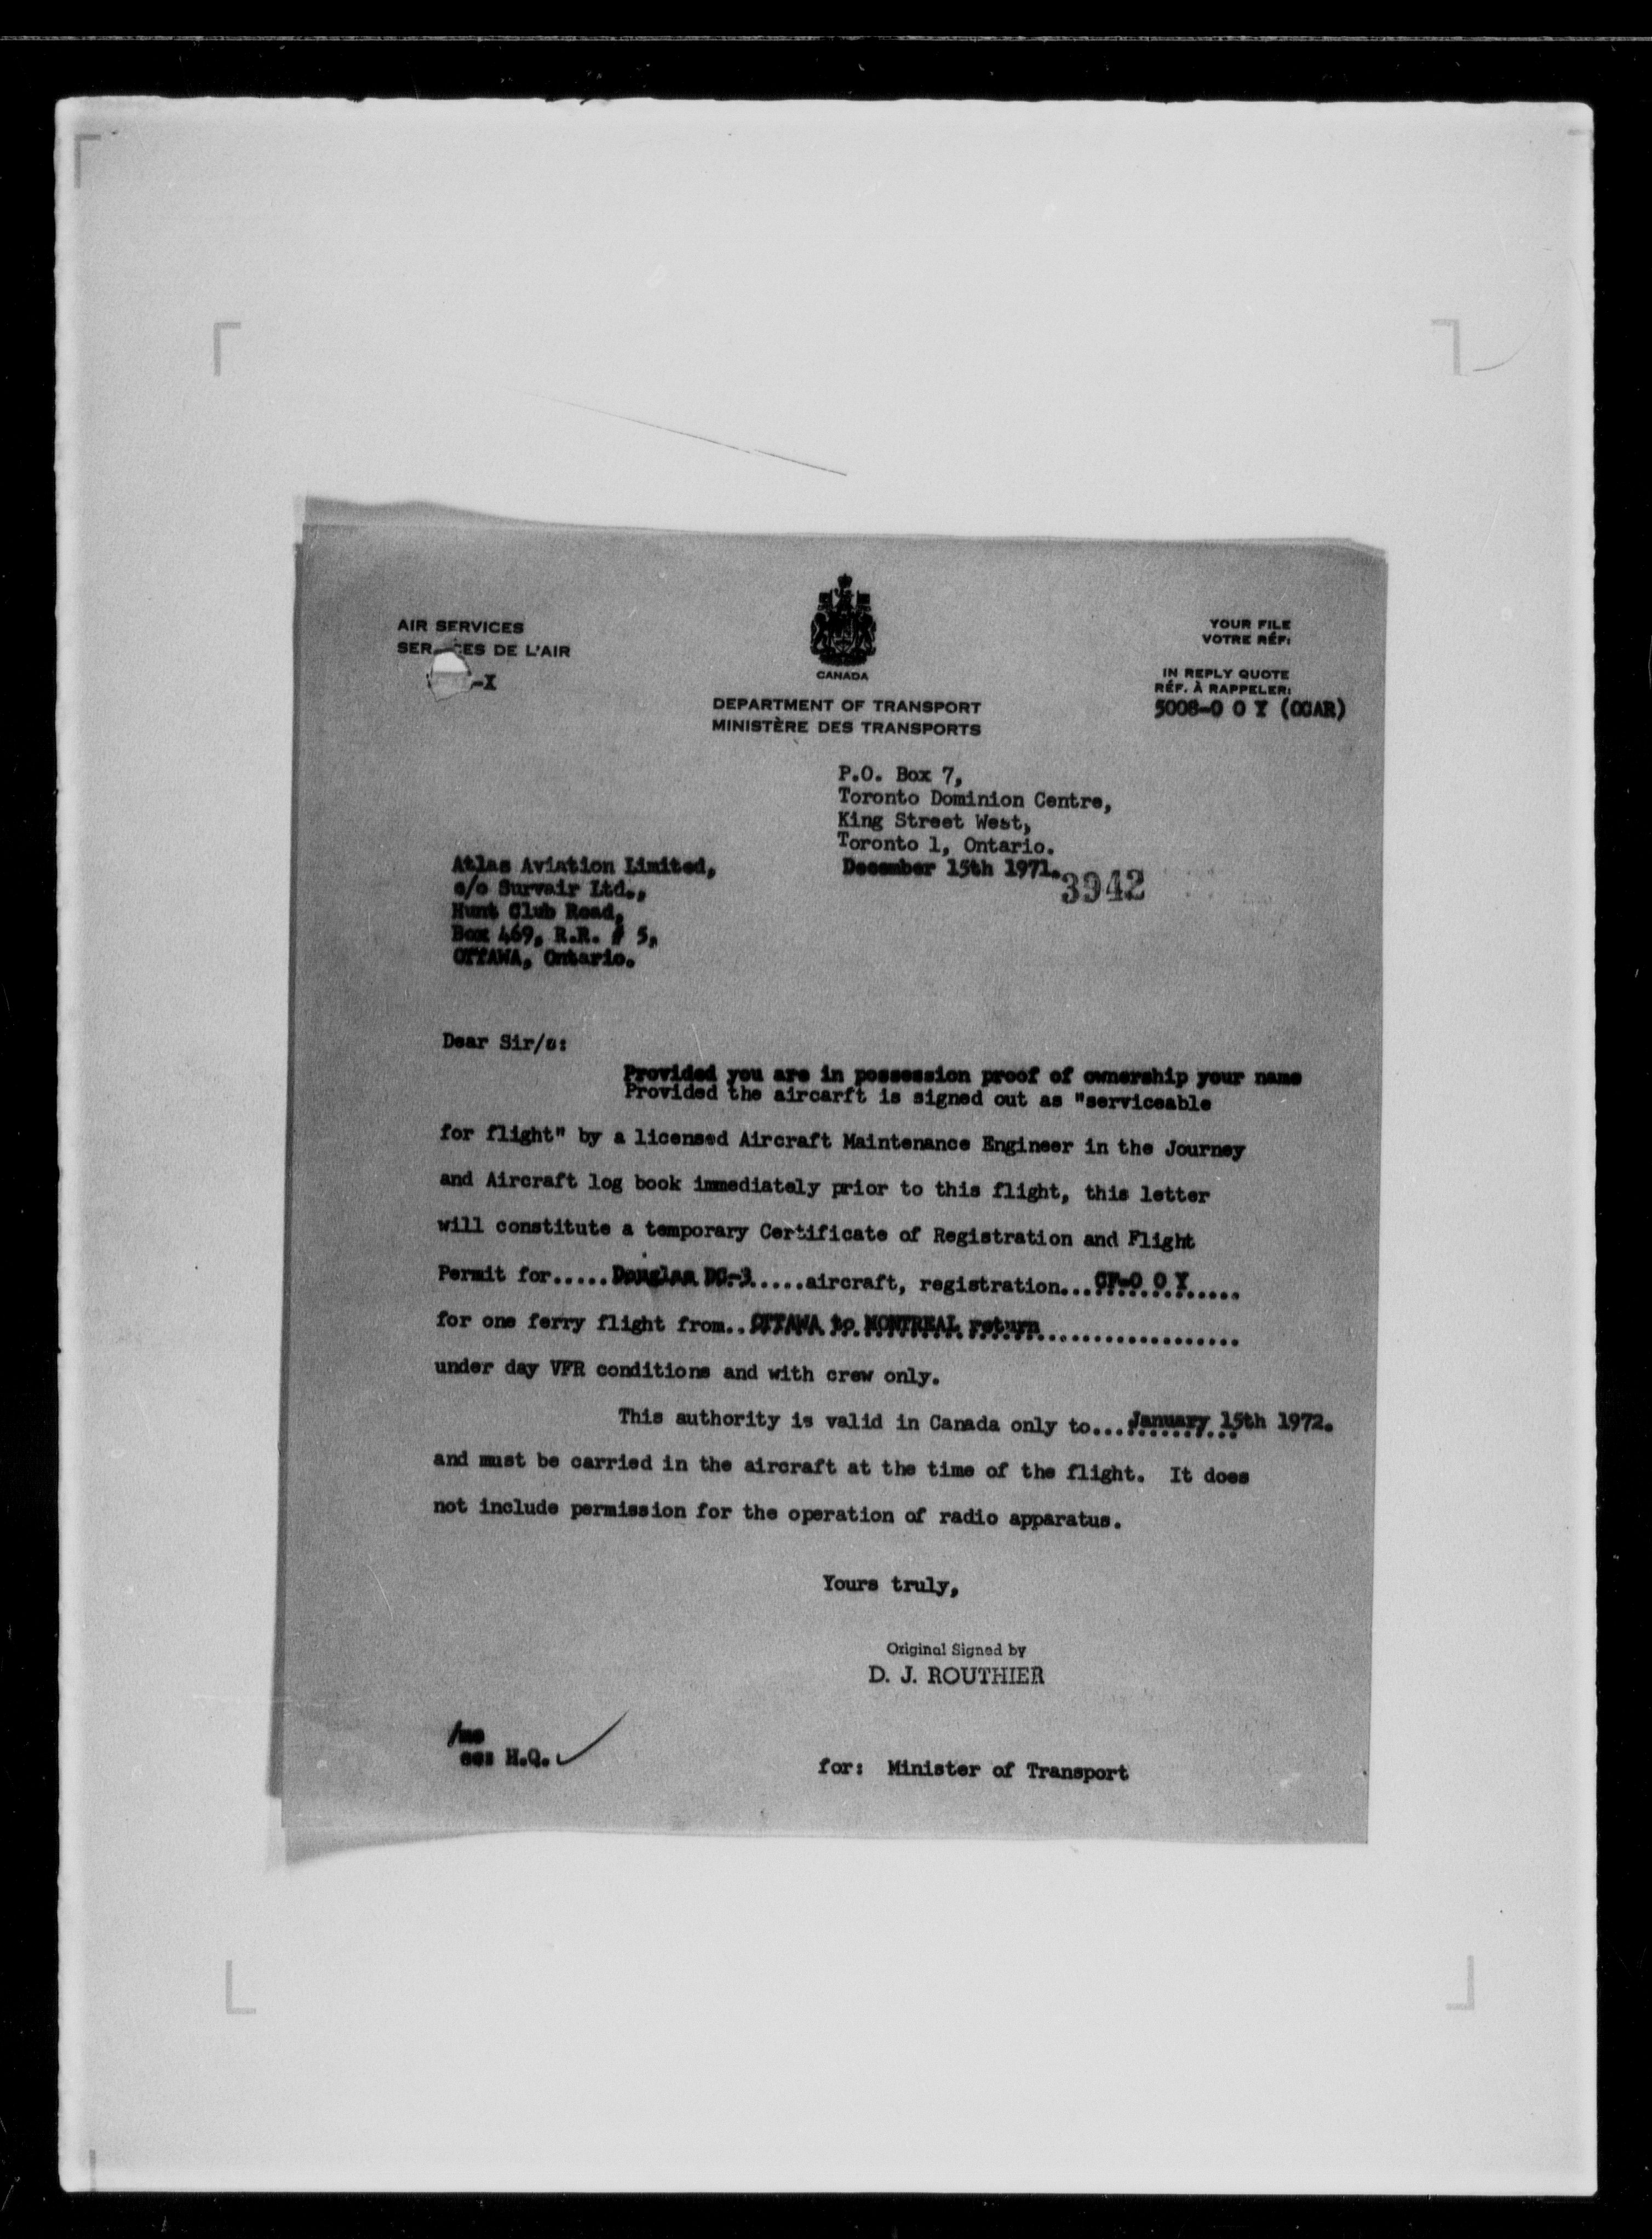 AIR SERVICES
SER CES DE L'AIR
-X
CANADA
DEPARTMENT OF TRANSPORT
MINISTÈRE DES TRANSPORTS
YOUR FILE
VOTRE RÉF:
IN REPLY QUOTE
RÉF. À RAPPELER:
5008-O O Y (OCAR)
P.O. Box 7,
Toronto Dominion Centre,
King Street West,
Toronto 1, Ontario.
December 15th 1971.
3942
Atlas Aviation Limited,
c/o Survair Ltd.,
Hunt Club Road,
Box 469, R.R. # 5,
OTTAWA, Ontario.
Dear Sir/s:
Provided you are in possession proof of ownership your name
Provided the aircarft is signed out as "serviceable
for flight" by a licensed Aircraft Maintenance Engineer in the Journey
and Aircraft log book immediately prior to this flight, this letter
will constitute a temporary Certificate of Registration and Flight
Permit for.....Douglas DC-3.....aircraft, registration...CF-O O Y.....
for one ferry flight from..OTTAWA to MONTREAL return....................
under day VFR conditions and with crew only.
This authority is valid in Canada only to...January 15th 1972.
and must be carried in the aircraft at the time of the flight. It does
not include permission for the operation of radio apparatus.
Yours truly,
Original Signed by
D. J. ROUTHIER
cc: H.Q.
for: Minister of Transport